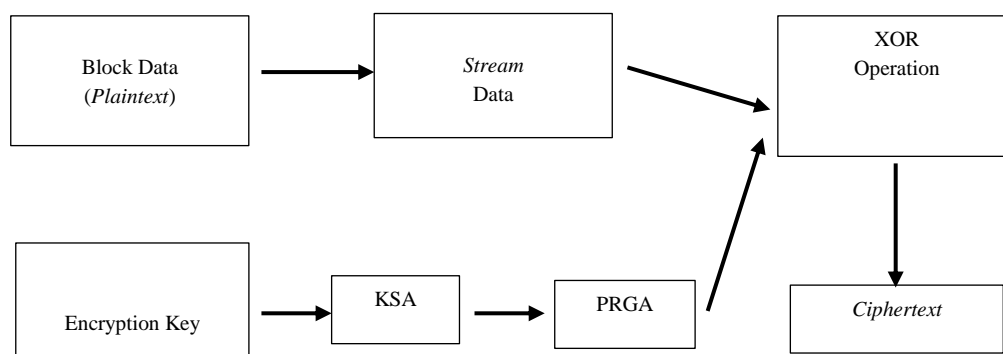 Block Data
(Plaintext)
Stream
Data
XOR
Operation
Encryption Key
KSA
PRGA
Ciphertext